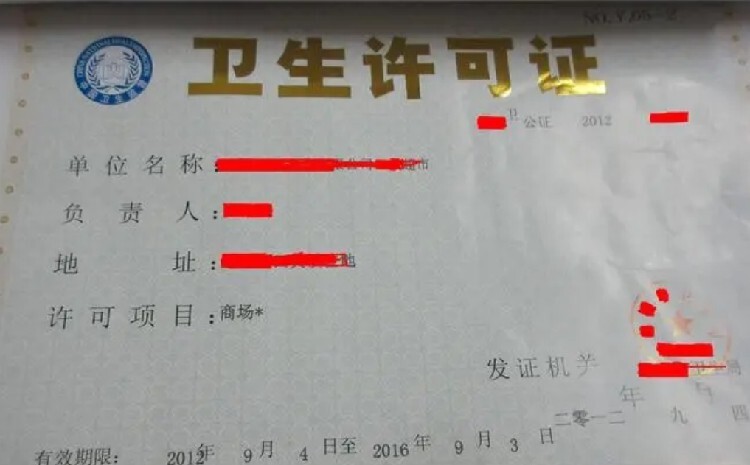 卫生许可证
卫公证 2012
单位名称:
负责人:
地址:
许可项目:商场*
发证机关
卫生局
二零一二年 九月 四
有效期限: 2012年 9月 4日至 2016年 9月 3日